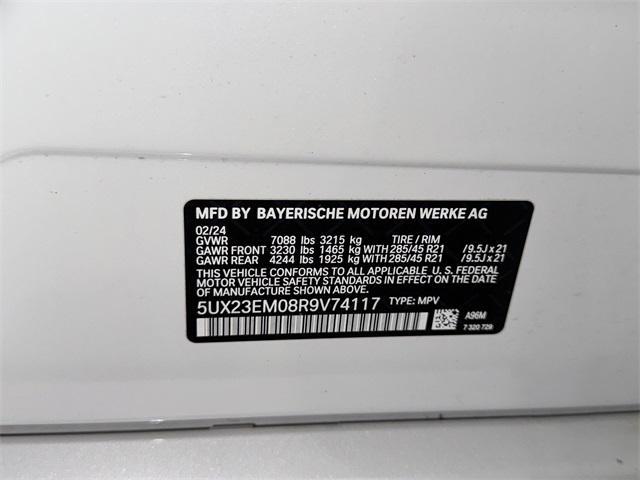 MFD BY BAYERISCHE MOTOREN WERKE AG
02/24
GVWR 7088 lbs 3215 kg TIRE / RIM
GAWR FRONT 3230 lbs 1465 kg WITH 285/45 R21 / 9.5J x 21
GAWR REAR 4244 lbs 1925 kg WITH 285/45 R21 / 9.5J x 21
THIS VEHICLE CONFORMS TO ALL APPLICABLE U. S. FEDERAL
MOTOR VEHICLE SAFETY STANDARDS IN EFFECT ON THE DATE
OF MANUFACTURE SHOWN ABOVE.
5UX23EM08R9V74117 TYPE: MPV
A96M
7 320 729